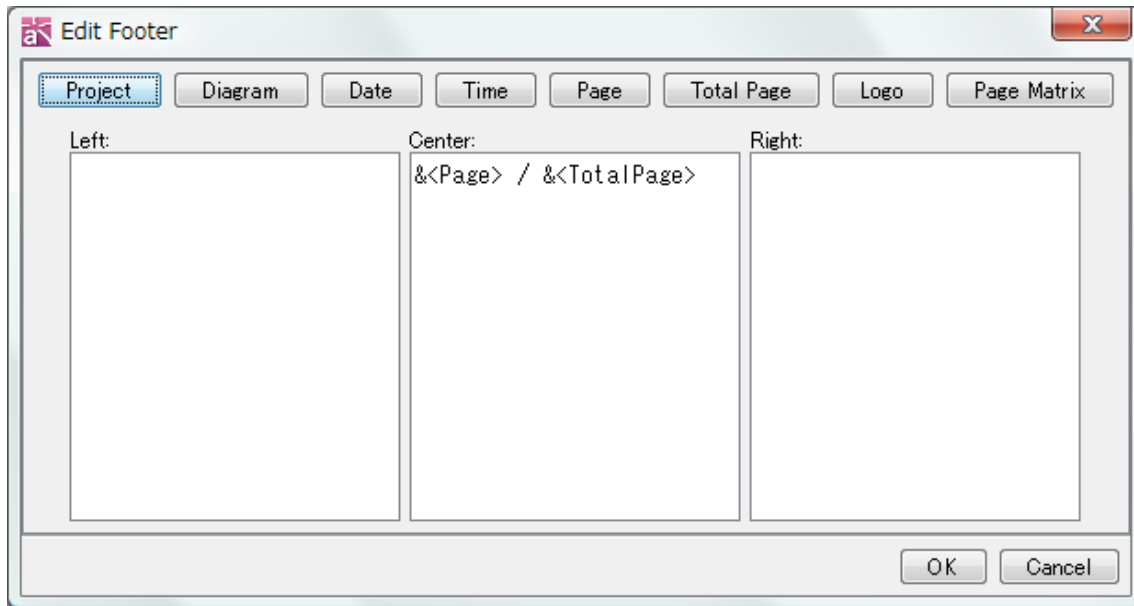 Edit Footer
Project Diagram Date Time Page Total Page Logo Page Matrix
Left: Center: Right:
&<Page> / &<TotalPage>
OK Cancel